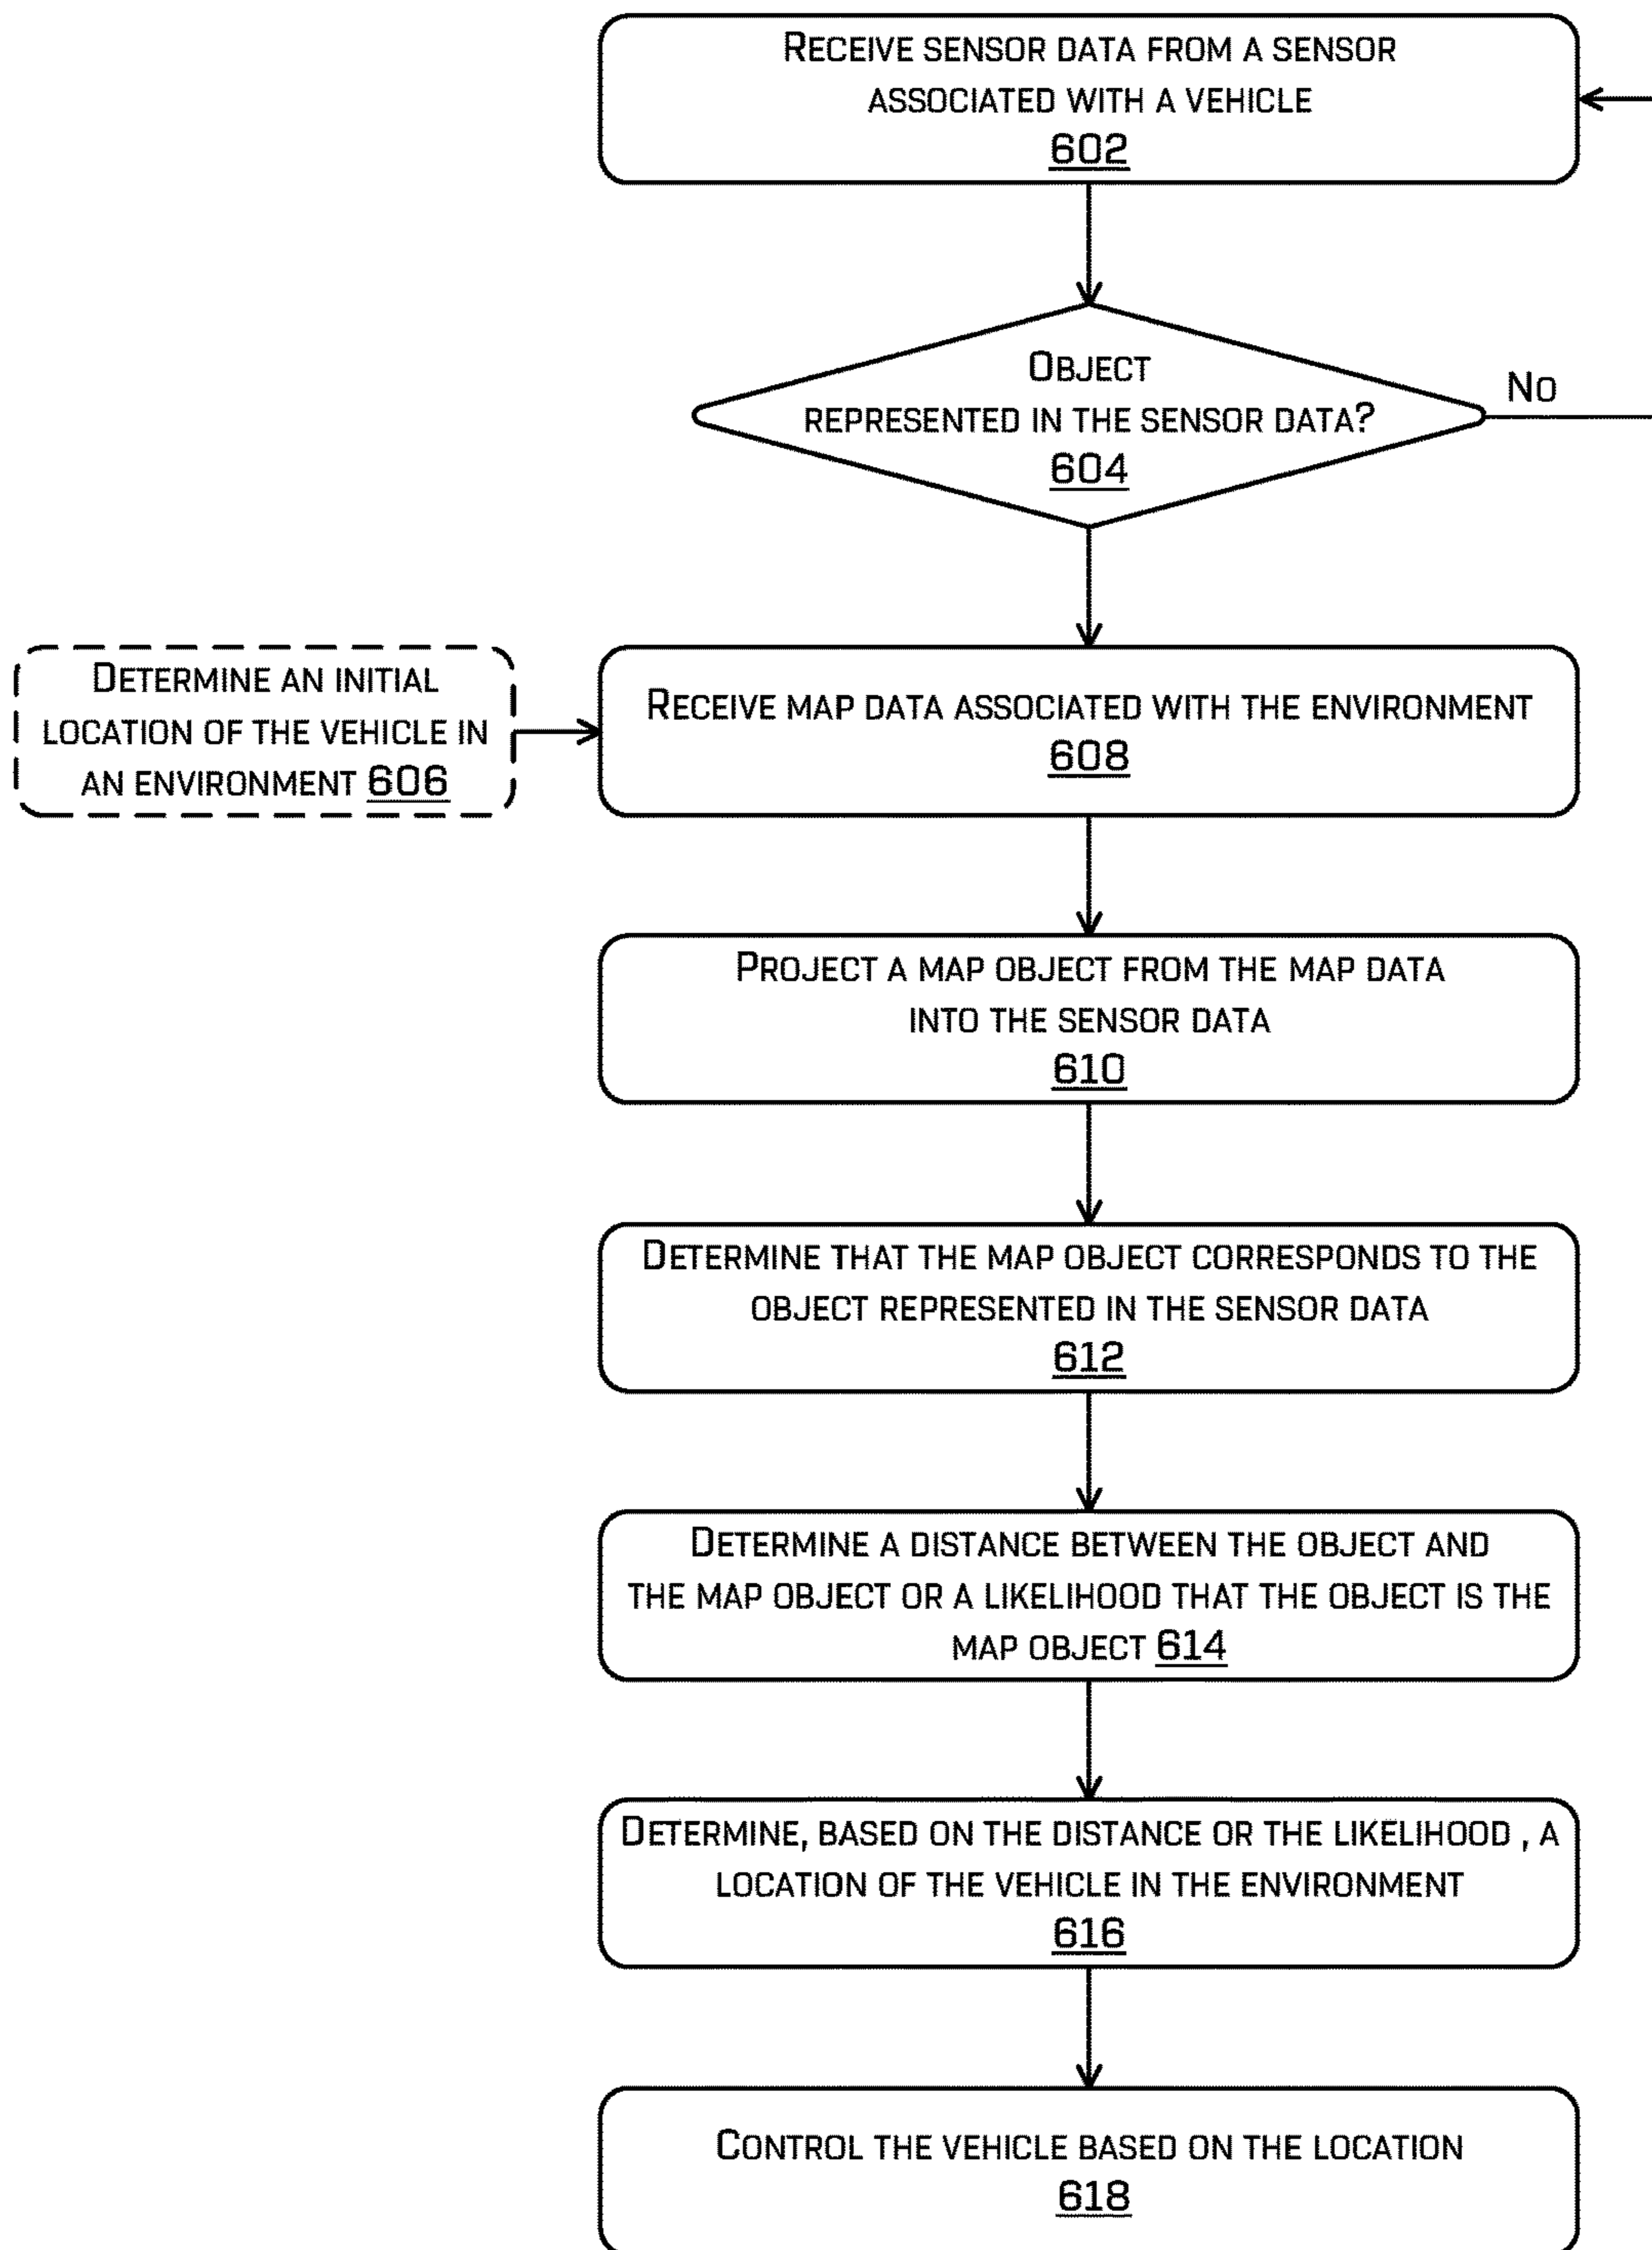 RECEIVE SENSOR DATA FROM A SENSOR
ASSOCIATED WITH A VEHICLE
602
OBJECT
REPRESENTED IN THE SENSOR DATA?
604
NO
DETERMINE AN INITIAL
LOCATION OF THE VEHICLE IN
AN ENVIRONMENT 606
RECEIVE MAP DATA ASSOCIATED WITH THE ENVIRONMENT
608
PROJECT A MAP OBJECT FROM THE MAP DATA
INTO THE SENSOR DATA
610
DETERMINE THAT THE MAP OBJECT CORRESPONDS TO THE
OBJECT REPRESENTED IN THE SENSOR DATA
612
DETERMINE A DISTANCE BETWEEN THE OBJECT AND
THE MAP OBJECT OR A LIKELIHOOD THAT THE OBJECT IS THE
MAP OBJECT 614
DETERMINE, BASED ON THE DISTANCE OR THE LIKELIHOOD , A
LOCATION OF THE VEHICLE IN THE ENVIRONMENT
616
CONTROL THE VEHICLE BASED ON THE LOCATION
618